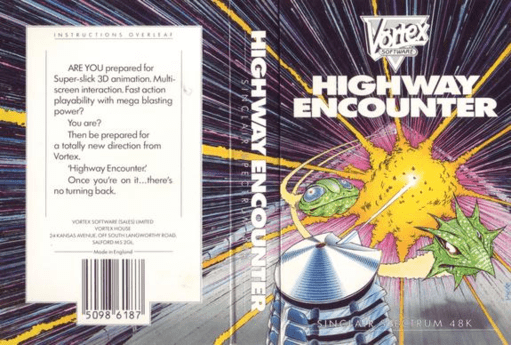 INSTRUCTIONS OVERLEAF
ARE YOU prepared for
Super-slick 3D animation. Multi-
screen interaction. Fast action
playability with mega blasting
power?
You are?
Then be prepared for
a totally new direction from
Vortex.
'Highway Encounter.'
Once you're on it...there's
no turning back.
VORTEX SOFTWARE (SALES) LIMITED
VORTEX HOUSE
24 KANSAS AVENUE, OFF SOUTH LANGWORTHY ROAD,
SALFORD M5 2GL
Made in England
5098 6187
HIGHWAY ENCOUNTER
SINCLAIR SPECTRUM
Vortex
SOFTWARE
HIGHWAY
ENCOUNTER
SINCLAIR SPECTRUM 48K